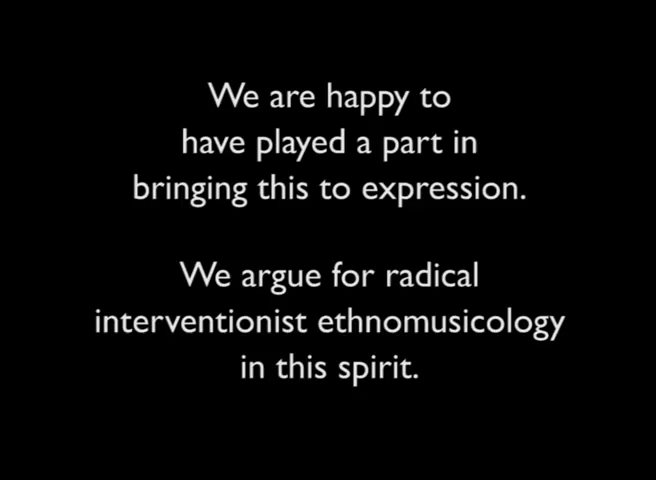 We are happy to
have played a part in
bringing this to expression.
We argue for radical
interventionist ethnomusicology
in this spirit.